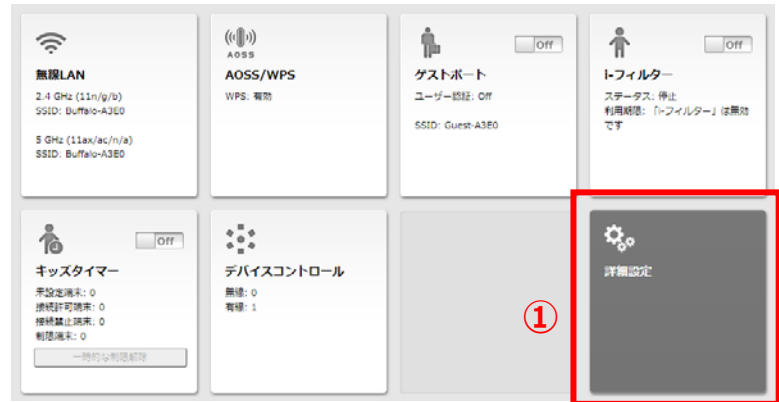 無線LAN
2.4 GHz (11n/g/b)
SSID: Buffalo-A3E0
5 GHz (11ax/ac/n/a)
SSID: Buffalo-A3E0
AOSS
AOSS/WPS
WPS: 有効
Off
ゲストポート
ユーザー認証: Off
SSID: Guest-A3E0
Off
i-フィルター
ステータス: 停止
利用期限: 「i-フィルター」は無効
です
Off
キッズタイマー
未設定端末: 0
接続許可端末: 0
接続禁止端末: 0
制限端末: 0
一時的な制限解除
デバイスコントロール
無線: 0
有線: 1
①
詳細設定